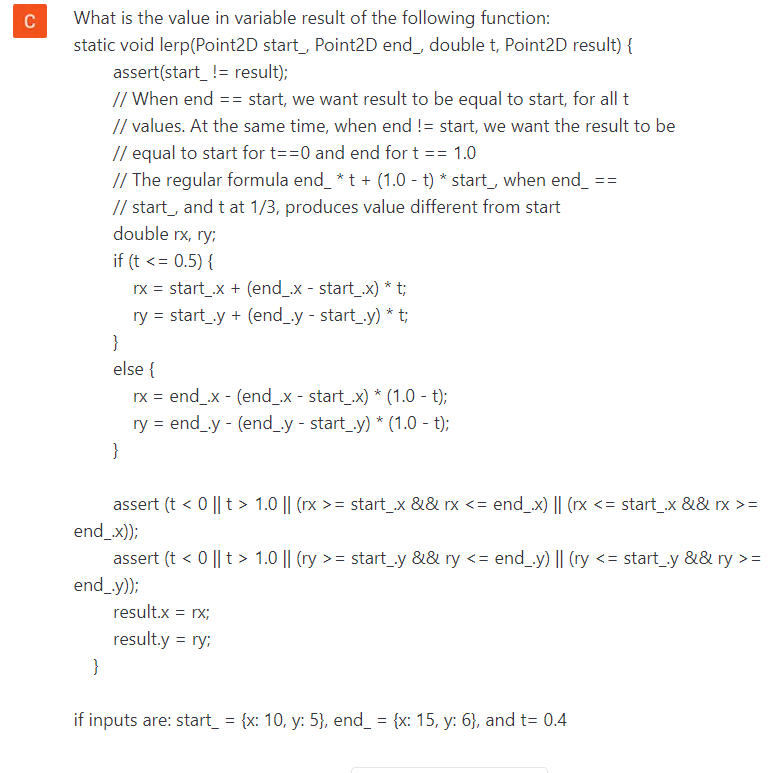 C
What is the value in variable result of the following function:
static void lerp(Point2D start_, Point2D end_, double t, Point2D result) {
assert(start_ != result);
// When end == start, we want result to be equal to start, for all t
// values. At the same time, when end != start, we want the result to be
// equal to start for t==0 and end for t == 1.0
// The regular formula end_ * t + (1.0 - t) * start_, when end_ ==
// start_, and t at 1/3, produces value different from start
double rx, ry;
if (t <= 0.5) {
rx = start_.x + (end_.x - start_.x) * t;
ry = start_.y + (end_.y - start_.y) * t;
}
else {
rx = end_.x - (end_.x - start_.x) * (1.0 - t);
ry = end_.y - (end_.y - start_.y) * (1.0 - t);
}
assert (t < 0 || t > 1.0 || (rx >= start_.x && rx <= end_.x) || (rx <= start_.x && rx >=
end_.x));
assert (t < 0 || t > 1.0 || (ry >= start_.y && ry <= end_.y) || (ry <= start_.y && ry >=
end_.y));
result.x = rx;
result.y = ry;
}
if inputs are: start_ = {x: 10, y: 5}, end_ = {x: 15, y: 6}, and t= 0.4